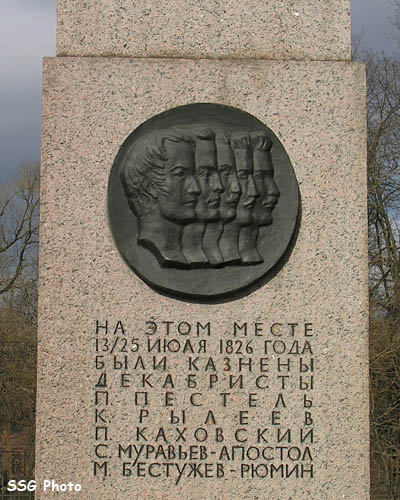 НА ЭТОМ МЕСТЕ
13/25 ИЮЛЯ 1826 ГОДА
БЫЛИ КАЗНЕНЫ
ДЕКАБРИСТЫ
П. ПЕСТЕЛЬ
К. РЫЛЕЕВ
П. КАХОВСКИЙ
С. МУРАВЬЕВ-АПОСТОЛ
М. БЕСТУЖЕВ-РЮМИН
SSG Photo